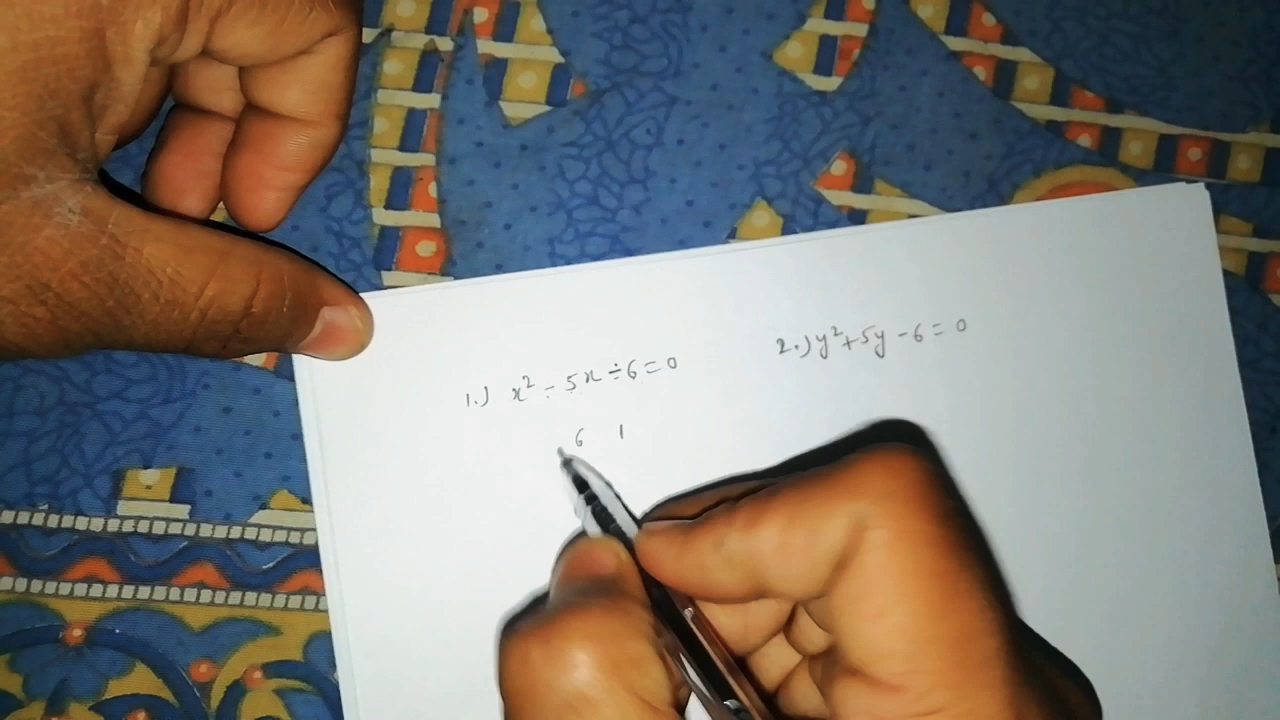 1.) x² ÷ 5x ÷ 6 = 0
2.) y² + 5y - 6 = 0
6 1